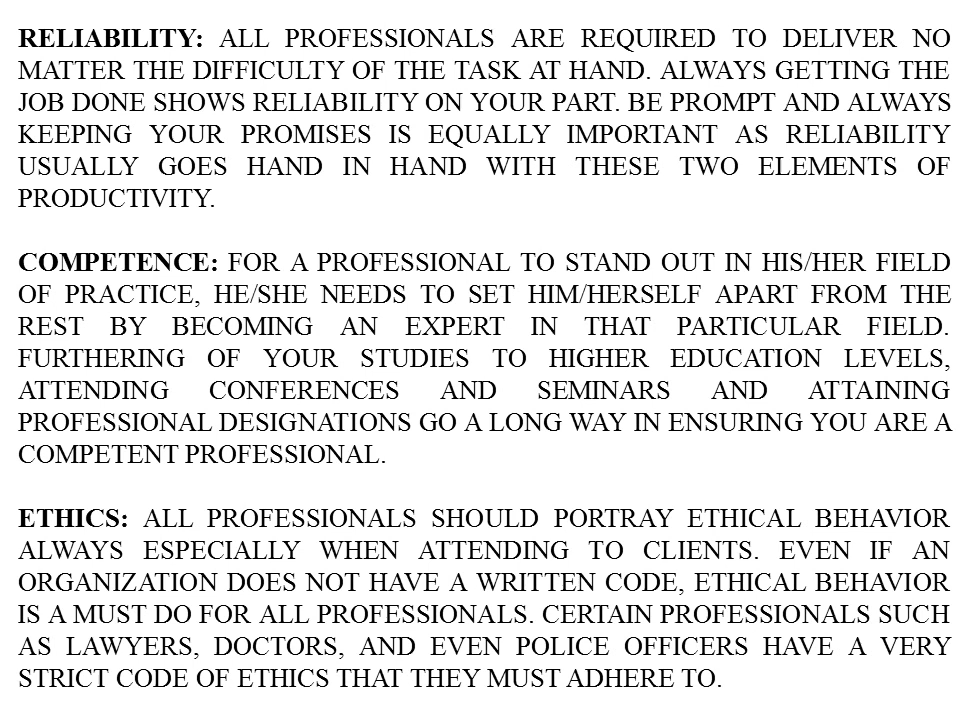 RELIABILITY: ALL PROFESSIONALS ARE REQUIRED TO DELIVER NO
MATTER THE DIFFICULTY OF THE TASK AT HAND. ALWAYS GETTING THE
JOB DONE SHOWS RELIABILITY ON YOUR PART. BE PROMPT AND ALWAYS
KEEPING YOUR PROMISES IS EQUALLY IMPORTANT AS RELIABILITY
USUALLY GOES HAND IN HAND WITH THESE TWO ELEMENTS OF
PRODUCTIVITY.
COMPETENCE: FOR A PROFESSIONAL TO STAND OUT IN HIS/HER FIELD
OF PRACTICE, HE/SHE NEEDS TO SET HIM/HERSELF APART FROM THE
REST BY BECOMING AN EXPERT IN THAT PARTICULAR FIELD.
FURTHERING OF YOUR STUDIES TO HIGHER EDUCATION LEVELS,
ATTENDING CONFERENCES AND SEMINARS AND ATTAINING
PROFESSIONAL DESIGNATIONS GO A LONG WAY IN ENSURING YOU ARE A
COMPETENT PROFESSIONAL.
ETHICS: ALL PROFESSIONALS SHOULD PORTRAY ETHICAL BEHAVIOR
ALWAYS ESPECIALLY WHEN ATTENDING TO CLIENTS. EVEN IF AN
ORGANIZATION DOES NOT HAVE A WRITTEN CODE, ETHICAL BEHAVIOR
IS A MUST DO FOR ALL PROFESSIONALS. CERTAIN PROFESSIONALS SUCH
AS LAWYERS, DOCTORS, AND EVEN POLICE OFFICERS HAVE A VERY
STRICT CODE OF ETHICS THAT THEY MUST ADHERE TO.